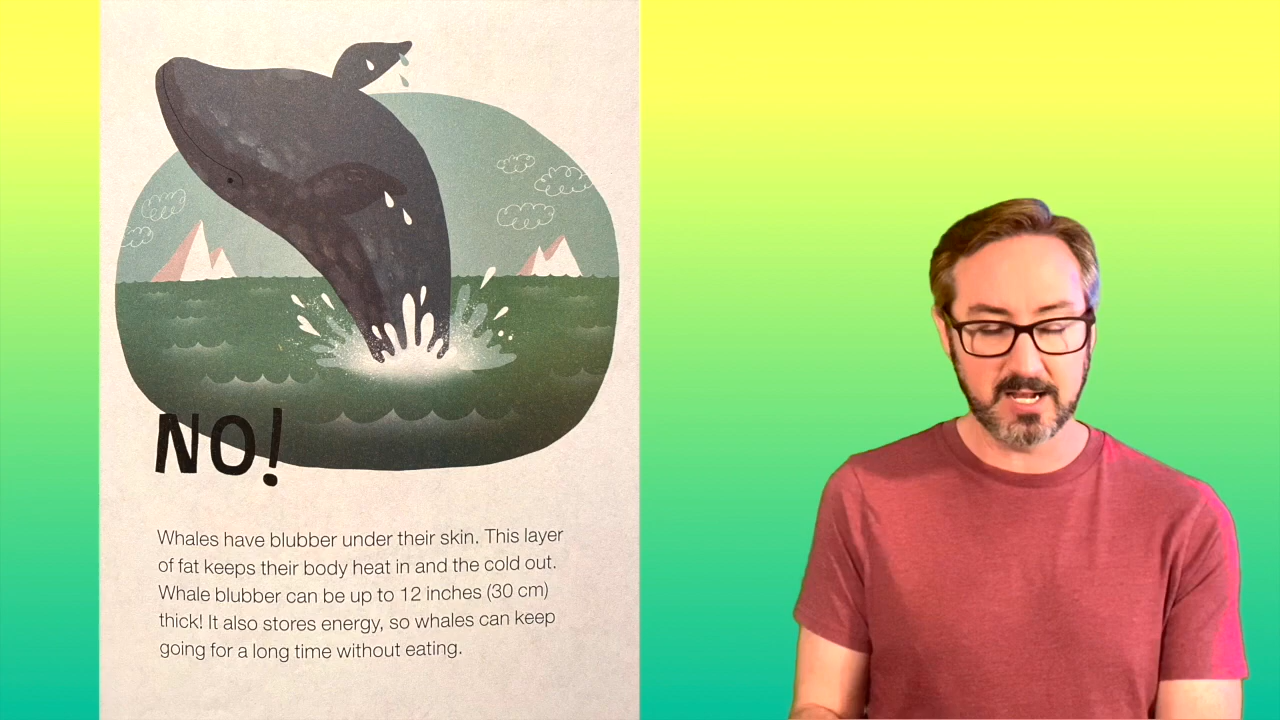 NO!
Whales have blubber under their skin. This layer
of fat keeps their body heat in and the cold out.
Whale blubber can be up to 12 inches (30 cm)
thick! It also stores energy, so whales can keep
going for a long time without eating.